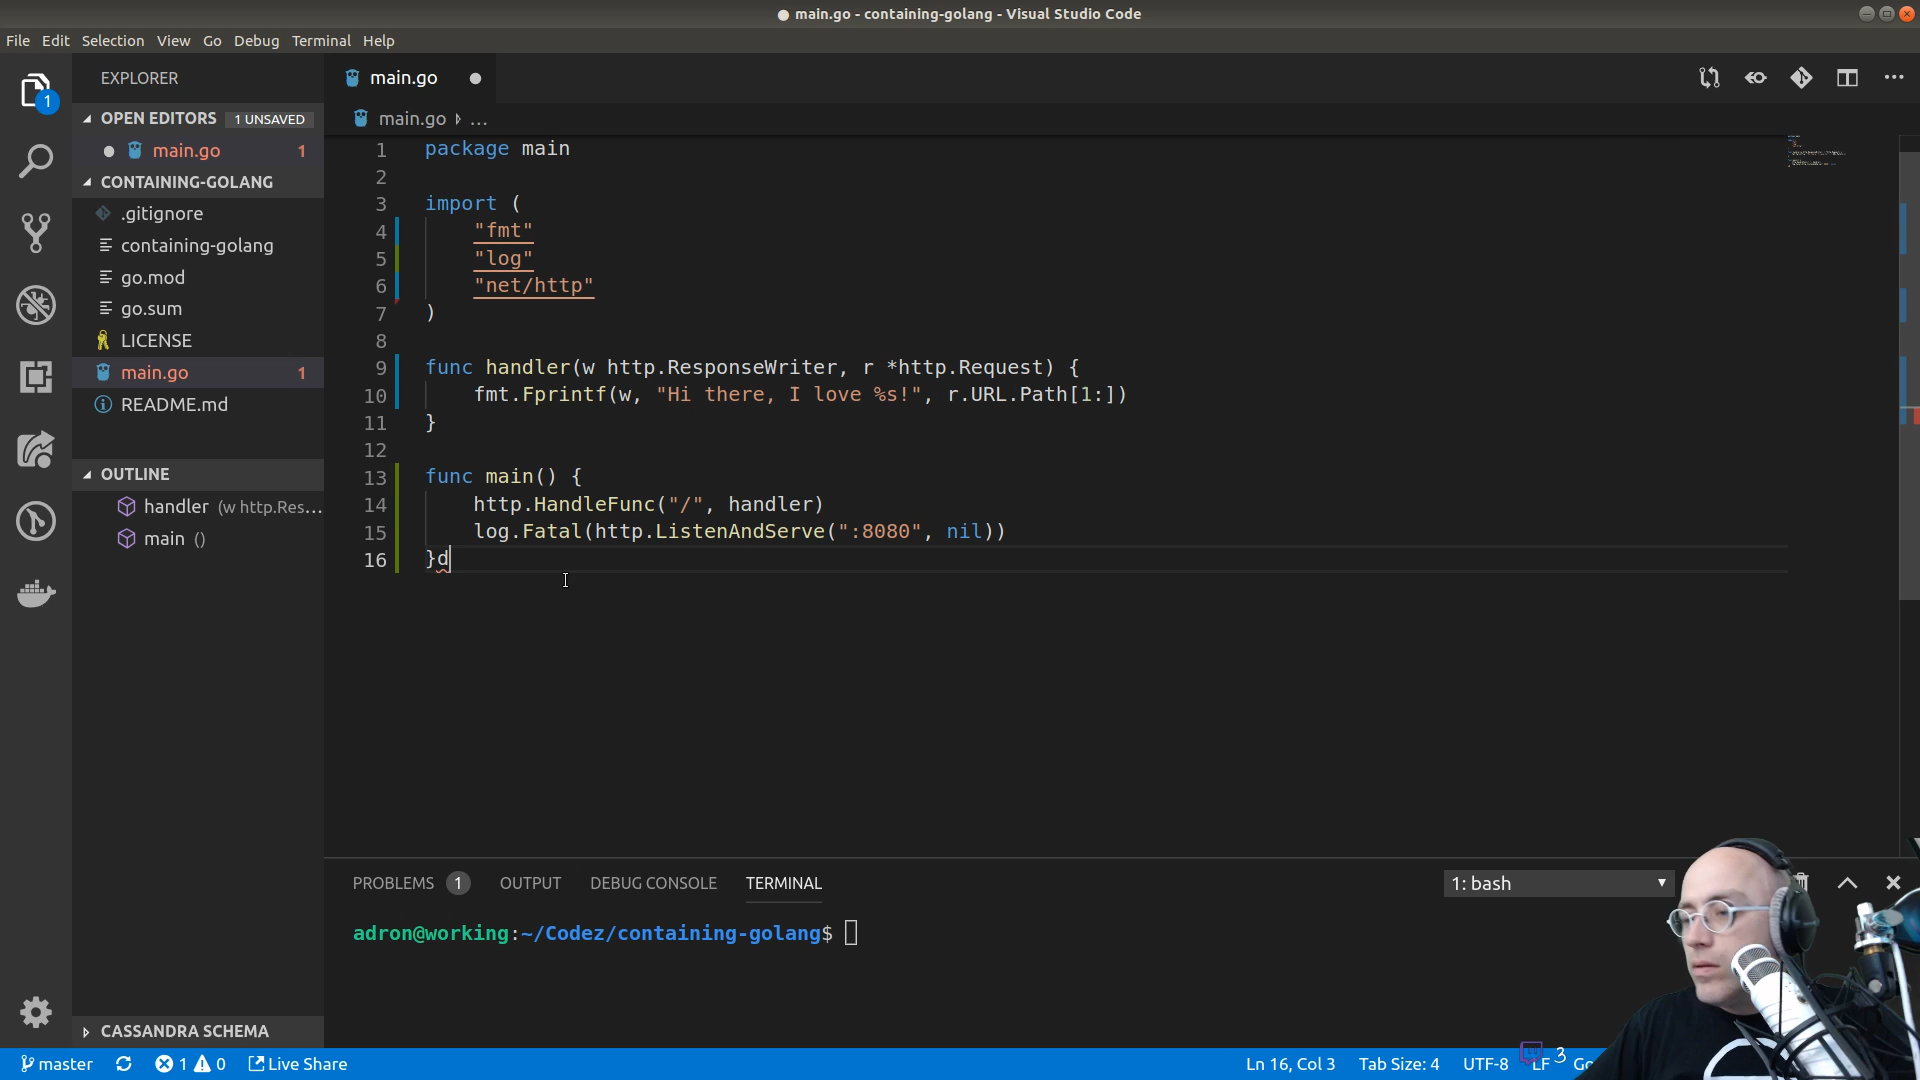 main.go - containing-golang - Visual Studio Code
File Edit Selection View Go Debug Terminal Help
1
EXPLORER
OPEN EDITORS 1 UNSAVED
main.go 1
CONTAINING-GOLANG
.gitignore
containing-golang
go.mod
go.sum
LICENSE
main.go 1
README.md
OUTLINE
handler (w http.Res...
main ()
CASSANDRA SCHEMA
main.go
main.go ...
1 package main
2
3 import (
4 "fmt"
5 "log"
6 "net/http"
7 )
8
9 func handler(w http.ResponseWriter, r *http.Request) {
10 fmt.Fprintf(w, "Hi there, I love %s!", r.URL.Path[1:])
11 }
12
13 func main() {
14 http.HandleFunc("/", handler)
15 log.Fatal(http.ListenAndServe(":8080", nil))
16 }d
PROBLEMS 1 OUTPUT DEBUG CONSOLE TERMINAL 1: bash
adron@working:~/Codez/containing-golang$
master 1 0 Live Share Ln 16, Col 3 Tab Size: 4 UTF-8 LF 3 Go